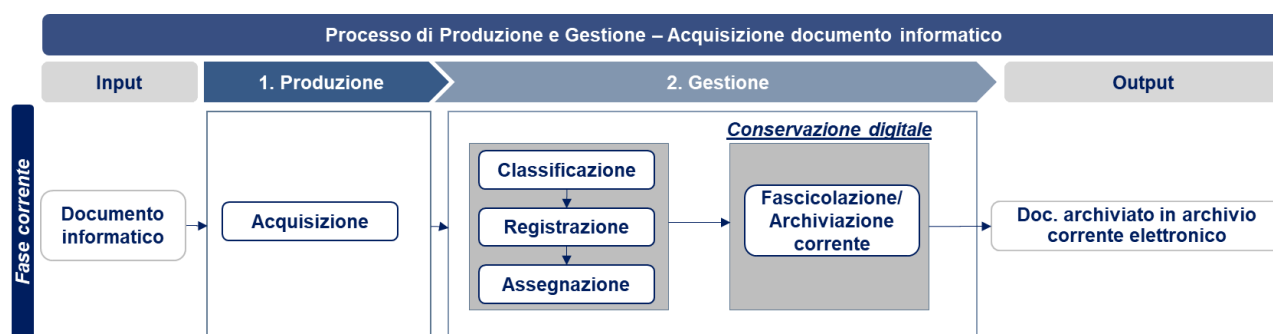 Processo di Produzione e Gestione – Acquisizione documento informatico
Input
1. Produzione
2. Gestione
Output
Fase corrente
Documento
informatico
Acquisizione
Classificazione
Registrazione
Assegnazione
Conservazione digitale
Fascicolazione/
Archiviazione
corrente
Doc. archiviato in archivio
corrente elettronico